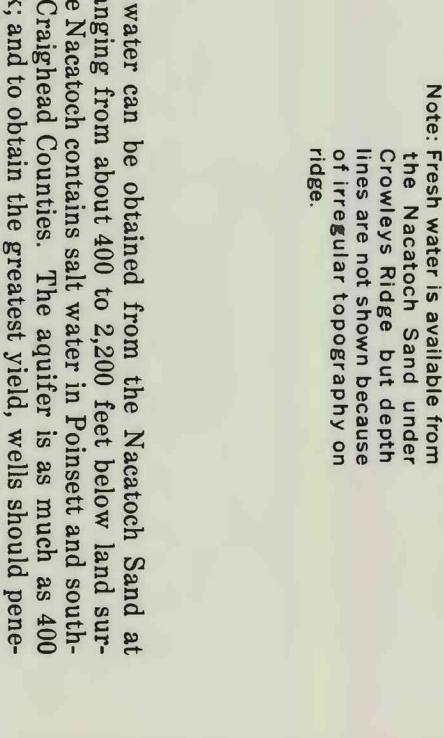 Note: Fresh water is available from
the Nacatoch Sand under
Crowleys Ridge but depth
lines are not shown because
of irregular topography on
ridge.
water can be obtained from the Nacatoch Sand at
anging from about 400 to 2,200 feet below land sur-
e Nacatoch contains salt water in Poinsett and south-
Craighead Counties. The aquifer is as much as 400
; and to obtain the greatest yield, wells should pene-